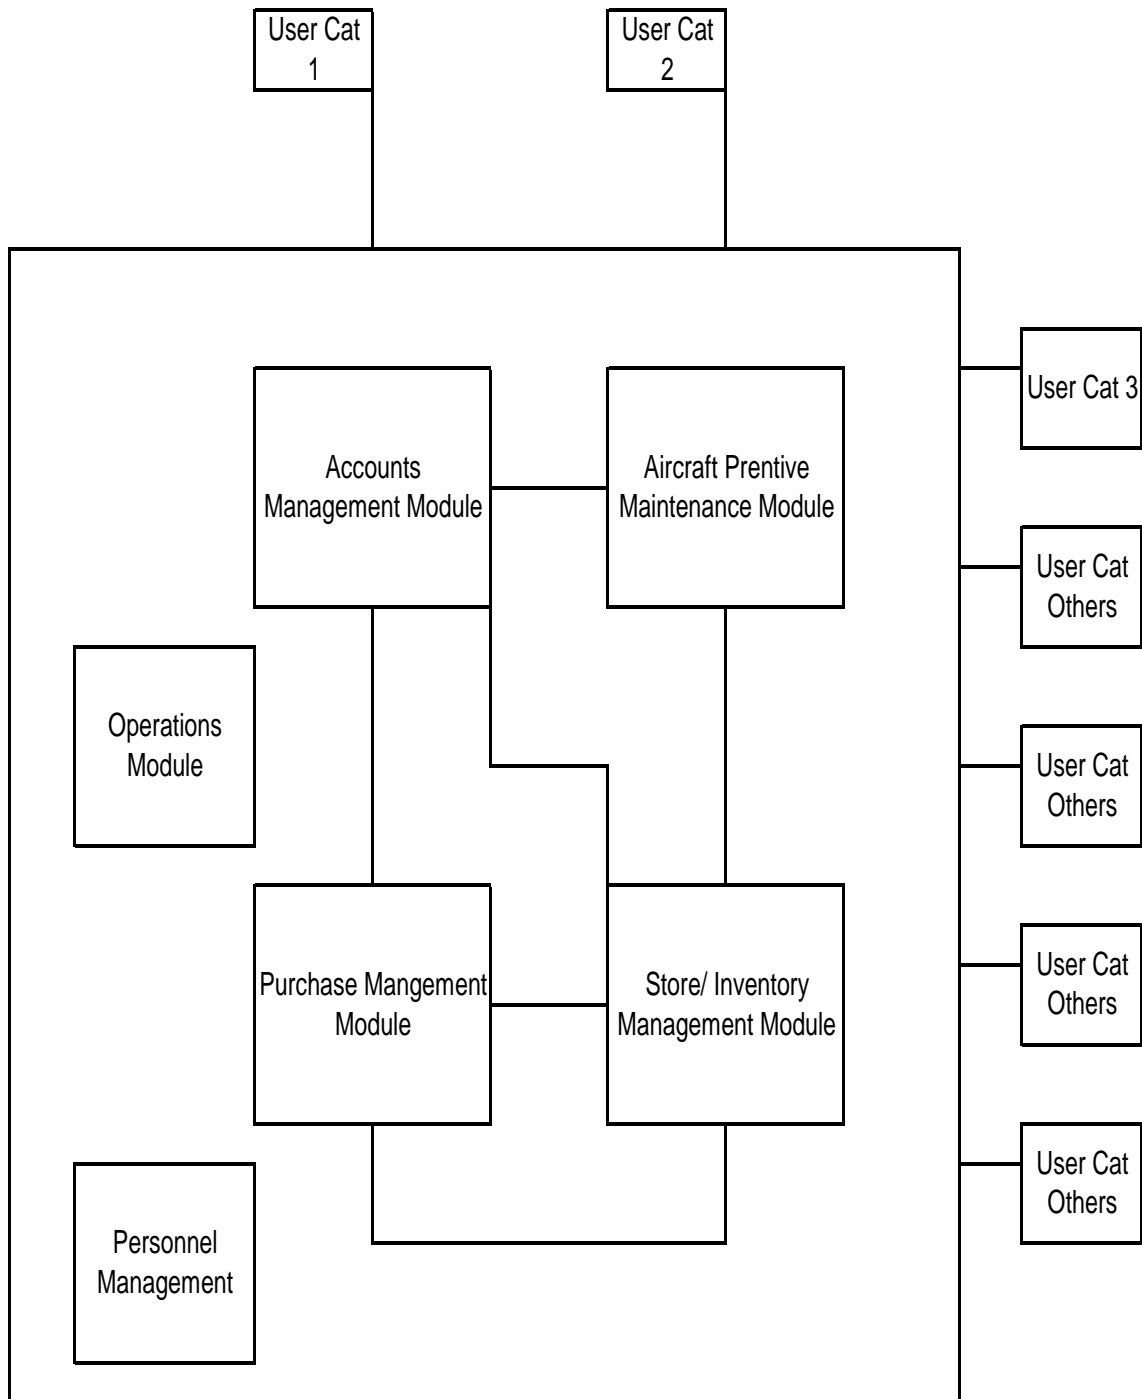 User Cat
1
User Cat
2
User Cat 3
Accounts
Management Module
Aircraft Prentive
Maintenance Module
User Cat
Others
Operations
Module
User Cat
Others
Purchase Mangement
Module
Store/ Inventory
Management Module
User Cat
Others
User Cat
Others
Personnel
Management